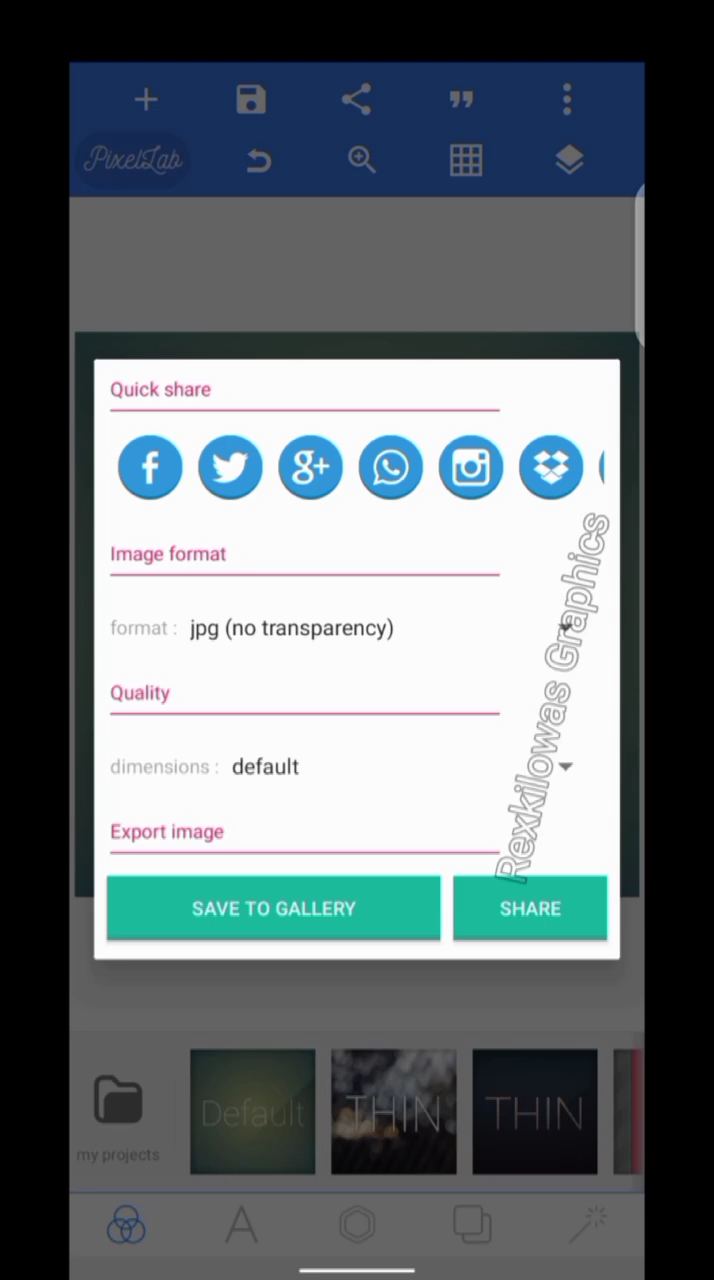 PixelLab
Quick share
Image format
format : jpg (no transparency)
Quality
dimensions : default
Export image
SAVE TO GALLERY
SHARE
Rexkilowas Graphics
my projects
Default
THIN
THIN